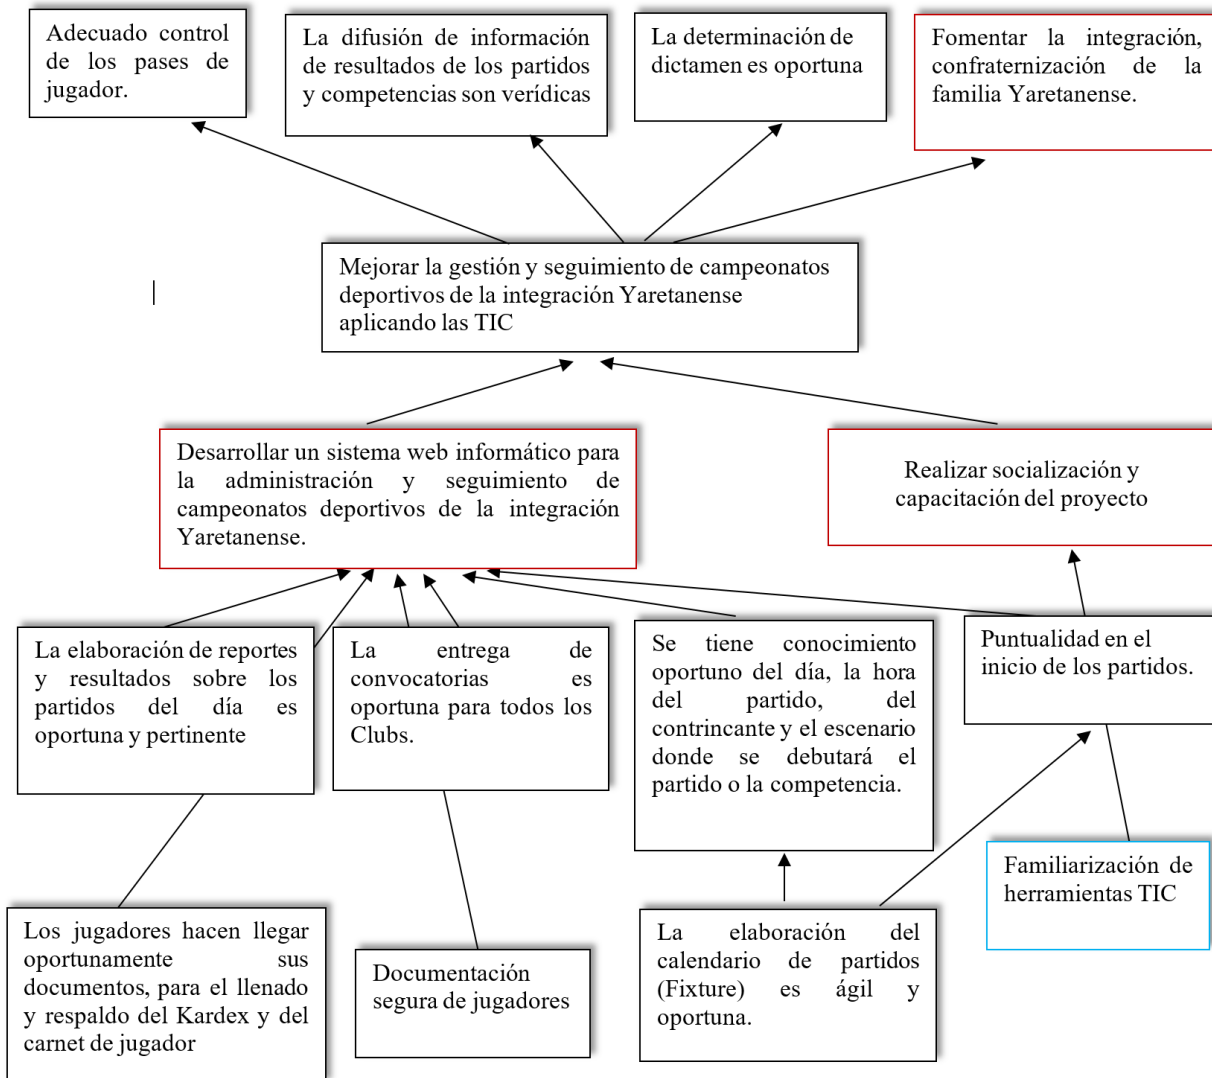 Adecuado control
de los pases de
jugador.
La difusión de información
de resultados de los partidos
y competencias son verídicas
La determinación de
dictamen es oportuna
Fomentar la integración,
confraternización de la
familia Yaretanense.
Mejorar la gestión y seguimiento de campeonatos
deportivos de la integración Yaretanense
aplicando las TIC
Desarrollar un sistema web informático para
la administración y seguimiento de
campeonatos deportivos de la integración
Yaretanense.
Realizar socialización y
capacitación del proyecto
La elaboración de reportes
y resultados sobre los
partidos del día es
oportuna y pertinente
La entrega de
convocatorias es
oportuna para todos los
Clubs.
Se tiene conocimiento
oportuno del día, la hora
del partido, del
contrincante y el escenario
donde se debutará el
partido o la competencia.
Puntualidad en el
inicio de los partidos.
Los jugadores hacen llegar
oportunamente sus
documentos, para el llenado
y respaldo del Kardex y del
carnet de jugador
Documentación
segura de jugadores
La elaboración del
calendario de partidos
(Fixture) es ágil y
oportuna.
Familiarización de
herramientas TIC